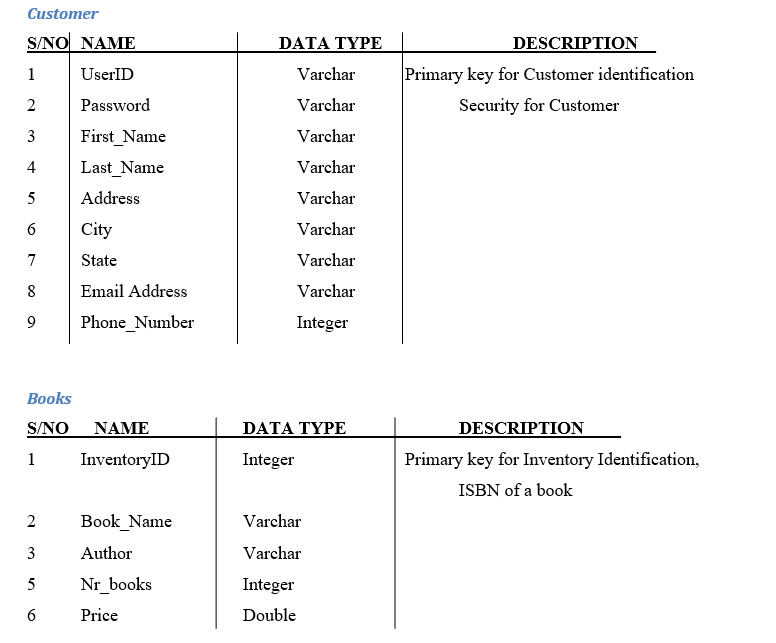 Customer
S/NO NAME DATA TYPE DESCRIPTION
1 UserID Varchar Primary key for Customer identification
2 Password Varchar Security for Customer
3 First_Name Varchar
4 Last_Name Varchar
5 Address Varchar
6 City Varchar
7 State Varchar
8 Email Address Varchar
9 Phone_Number Integer
Books
S/NO NAME DATA TYPE DESCRIPTION
1 InventoryID Integer Primary key for Inventory Identification,
ISBN of a book
2 Book_Name Varchar
3 Author Varchar
5 Nr_books Integer
6 Price Double